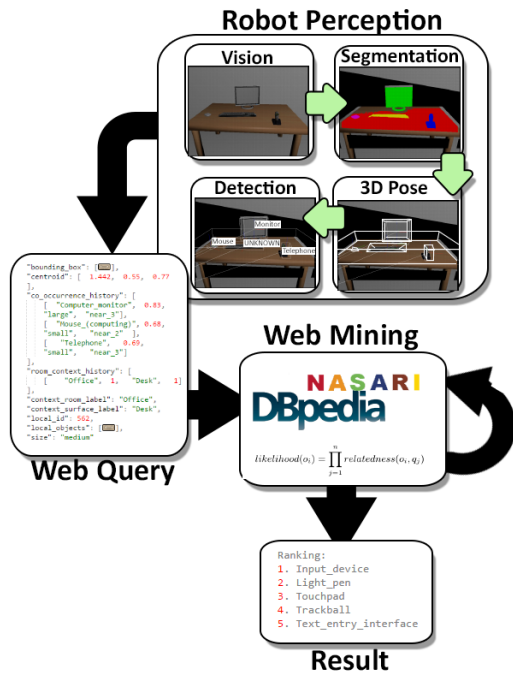 Robot Perception
Vision
Segmentation
Detection
3D Pose
Monitor
Mouse
UNKNOWN
Telephone
"bounding_box": [
],
"centroid": [ 1.442, 0.55, 0.77
],
"co_occurrence_history": [
[ "Computer_monitor", 0.83,
"large", "near_3"],
[ "Mouse_(computing)", 0.68,
"small", "near_2" ],
[ "Telephone", 0.69,
"small", "near_3"]
],
"room_context_history": [
[ "Office", 1, "Desk", 1]
],
"context_room_label": "Office",
"context_surface_label": "Desk",
"local_id": 562,
"local_objects": [
],
"size": "medium"
Web Query
Web Mining
NASARI
DBpedia
likelihood(o_i) = \prod_{j=1}^{n} relatedness(o_i, q_j)
Ranking:
1. Input_device
2. Light_pen
3. Touchpad
4. Trackball
5. Text_entry_interface
Result